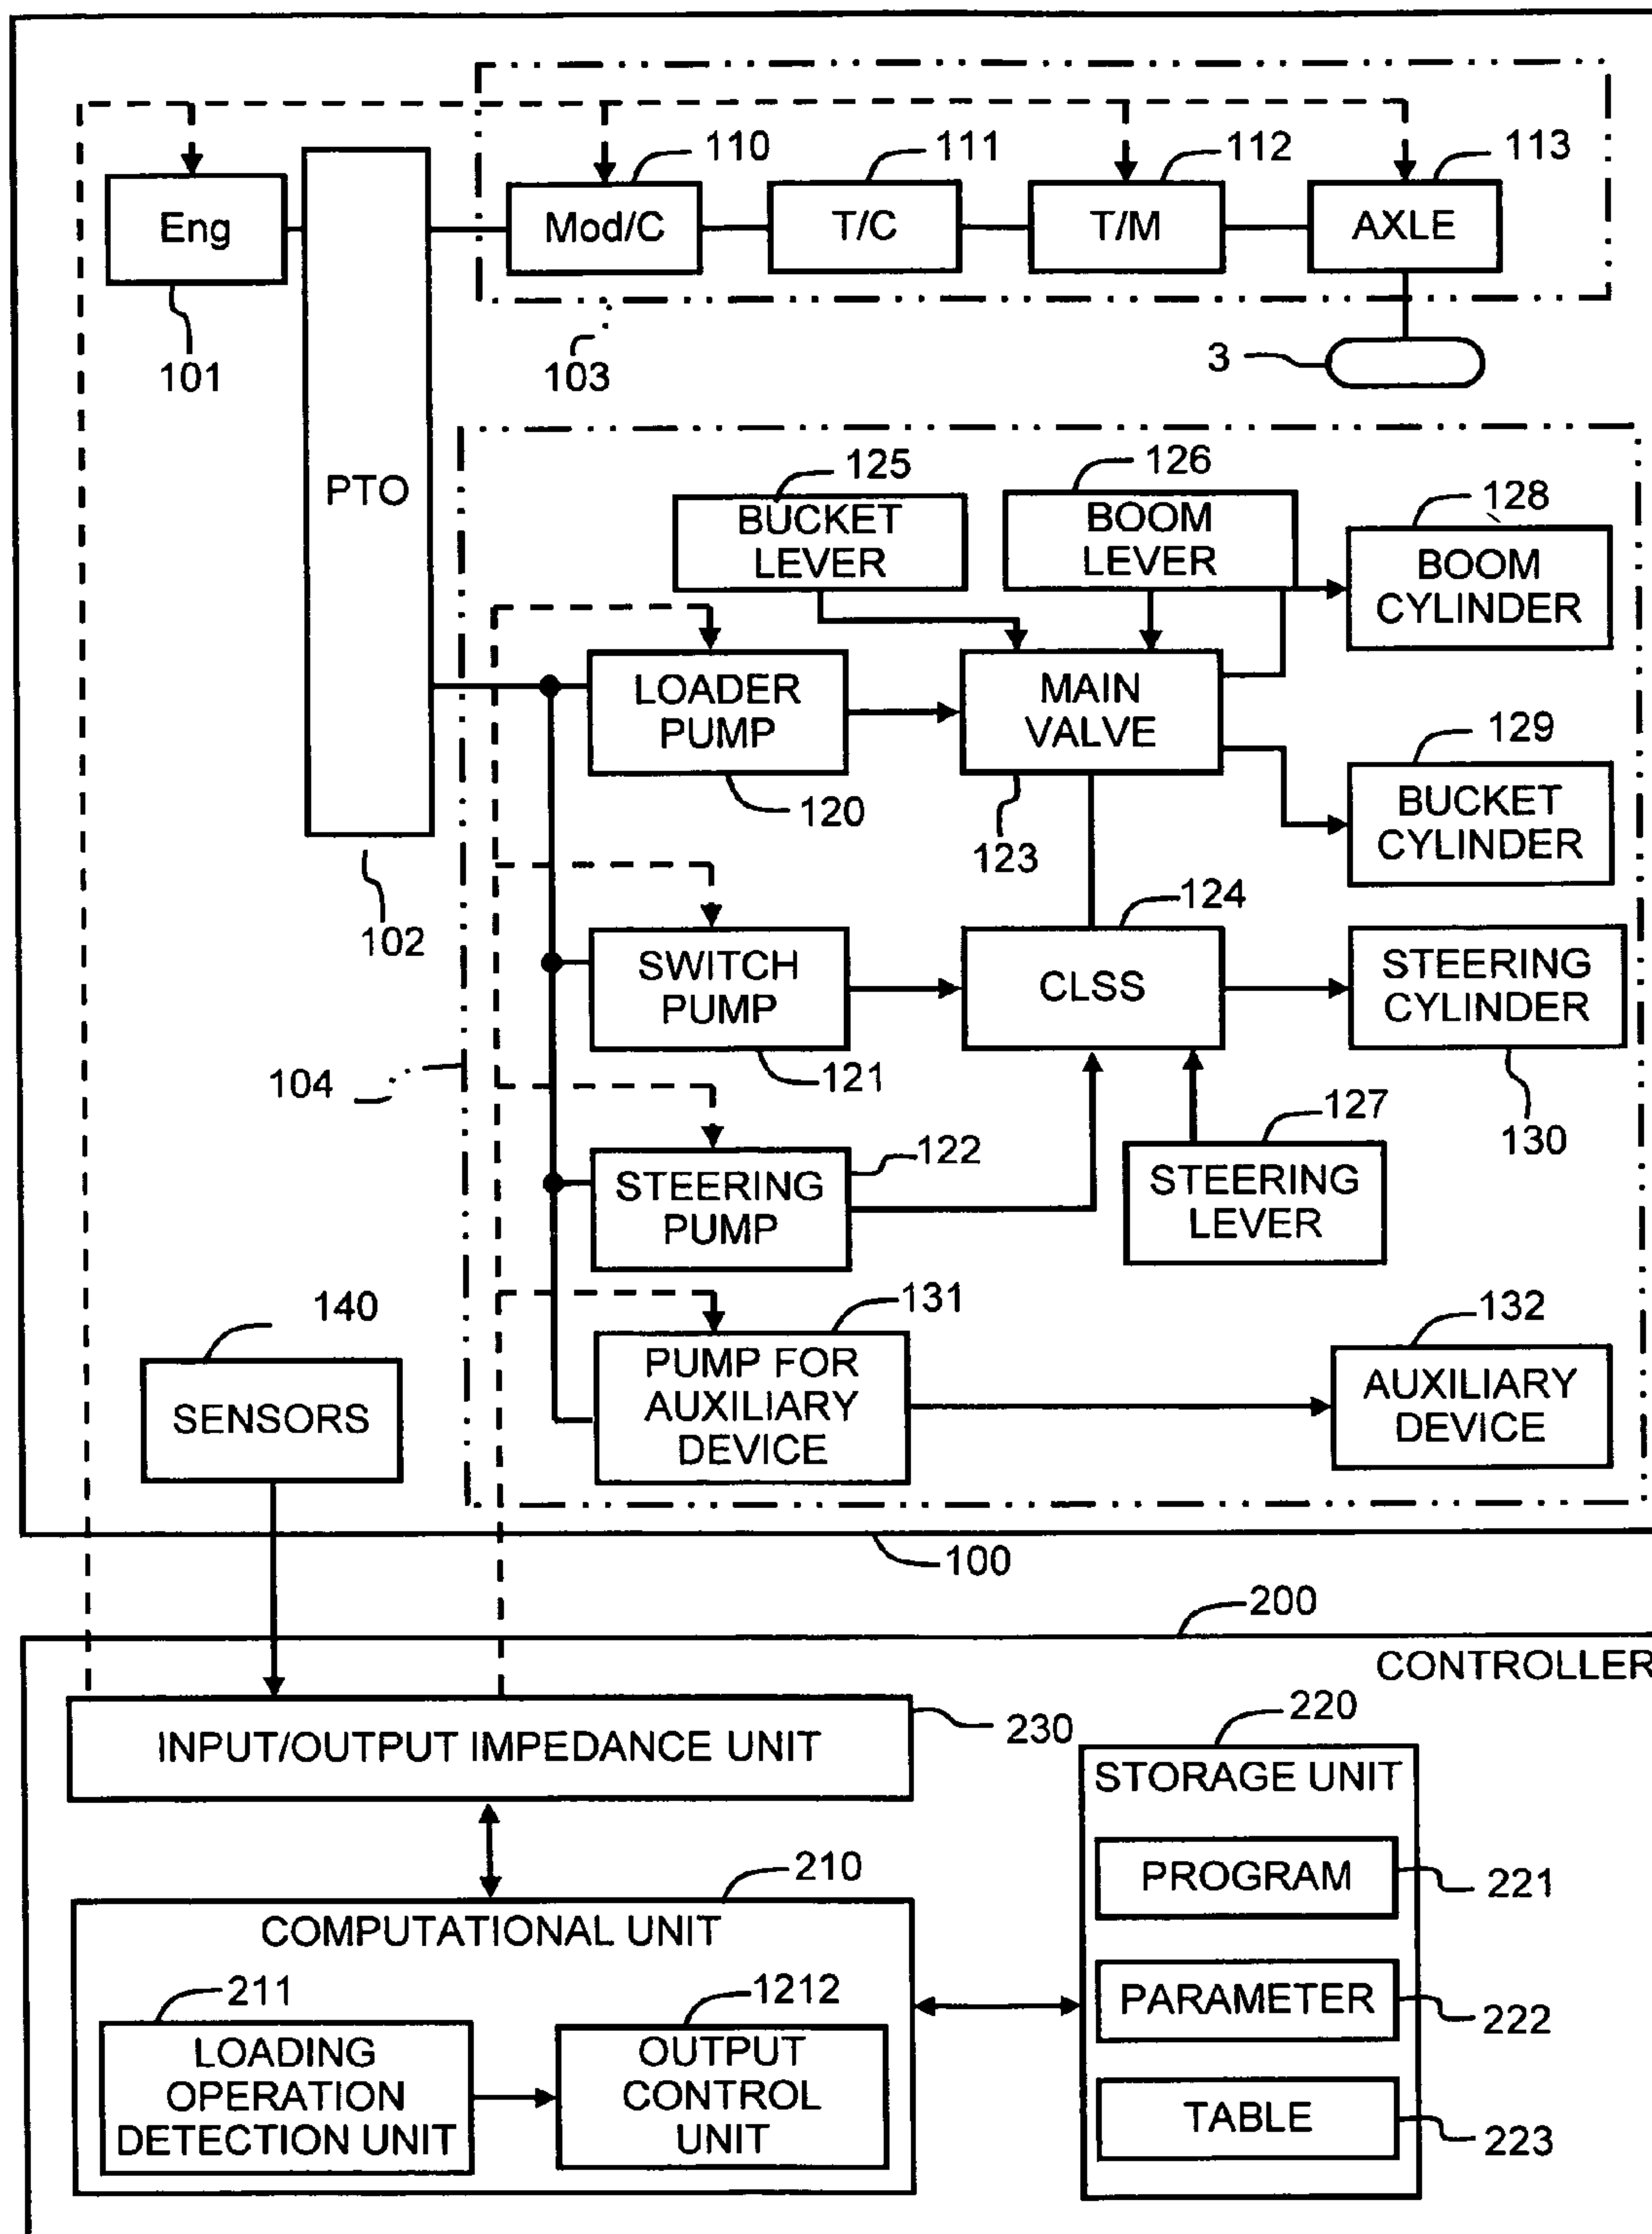 110
111
112
113
Eng
Mod/C
T/C
T/M
AXLE
101
103
3
PTO
125
126
128
BUCKET
LEVER
BOOM
LEVER
BOOM
CYLINDER
LOADER
PUMP
MAIN
VALVE
129
120
123
BUCKET
CYLINDER
102
124
SWITCH
PUMP
CLSS
STEERING
CYLINDER
104
121
127
130
122
STEERING
PUMP
STEERING
LEVER
140
131
132
SENSORS
PUMP FOR
AUXILIARY
DEVICE
AUXILIARY
DEVICE
100
200
CONTROLLER
INPUT/OUTPUT IMPEDANCE UNIT
230
220
STORAGE UNIT
PROGRAM
221
210
COMPUTATIONAL UNIT
PARAMETER
222
211
1212
LOADING
OPERATION
DETECTION UNIT
OUTPUT
CONTROL
UNIT
TABLE
223